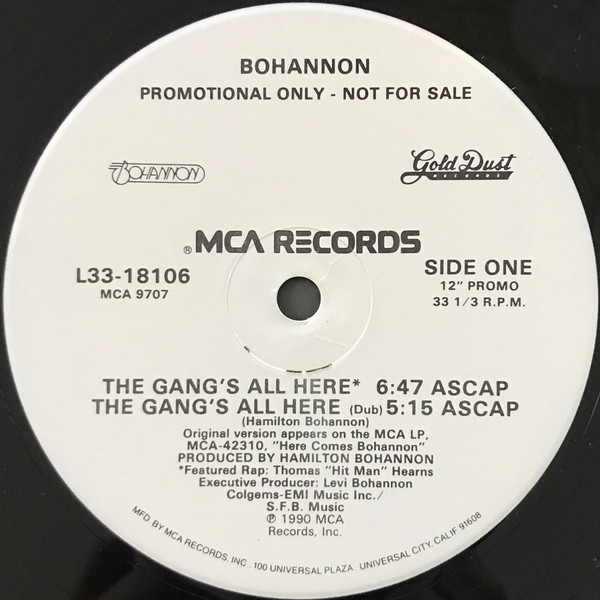 BOHANNON
PROMOTIONAL ONLY - NOT FOR SALE
BOHANNON
Gold Dust
RECORDS
® MCA RECORDS
L33-18106
MCA 9707
SIDE ONE
12" PROMO
33 1/3 R.P.M.
THE GANG'S ALL HERE* 6:47 ASCAP
THE GANG'S ALL HERE (Dub) 5:15 ASCAP
(Hamilton Bohannon)
Original version appears on the MCA LP,
MCA-42310, "Here Comes Bohannon"
PRODUCED BY HAMILTON BOHANNON
*Featured Rap: Thomas "Hit Man" Hearns
Executive Producer: Levi Bohannon
Colgems-EMI Music Inc./
S.F.B. Music
℗ 1990 MCA
Records, Inc.
MFD BY MCA RECORDS, INC., 100 UNIVERSAL PLAZA, UNIVERSAL CITY, CALIF 91608